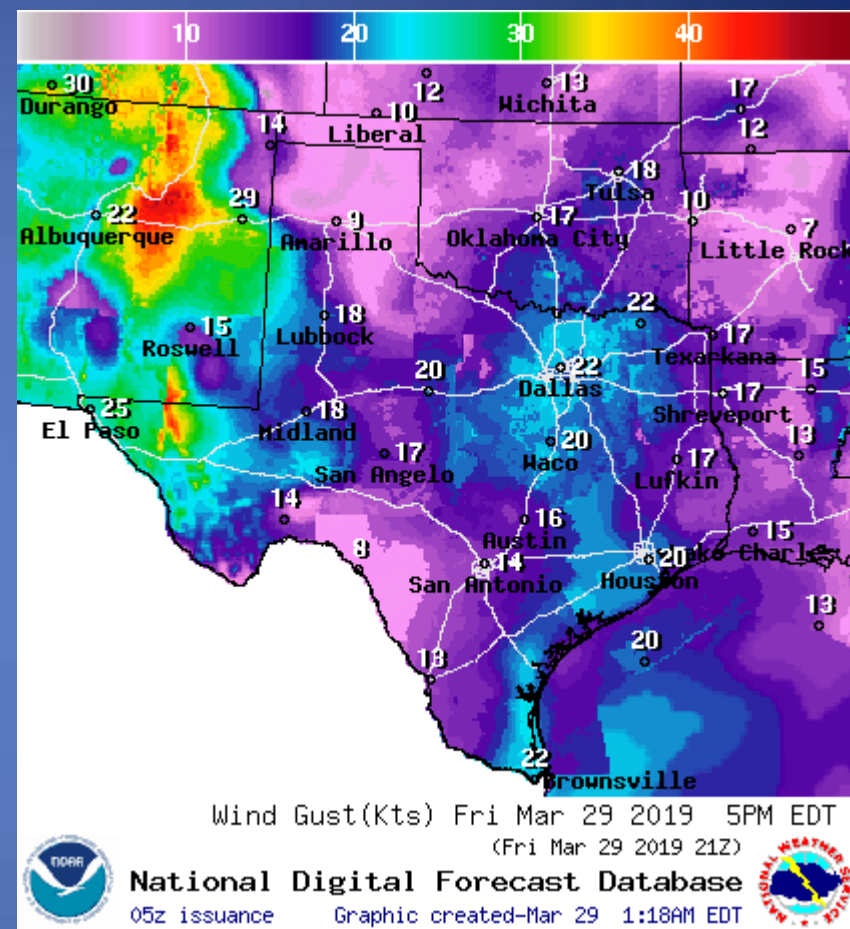 10 20 30 40
30 12 13 17
Durango Wichita
10 Liberal
14 12
18 Tulsa
22 29 9 17 10 7
Albuquerque Amarillo Oklahoma City Little Rock
15 18 22 17
Roswell Lubbock Texarkana
20 22 15
Dallas 17
25 18 Shreveport
El Paso Midland
17 20 17 13
San Angelo Waco Lufkin
14 16 15
Austin
8 14 20
San Antonio Houston
13
20
22
Brownsville
Wind Gust(Kts) Fri Mar 29 2019 5PM EDT
(Fri Mar 29 2019 21Z)
NOAA
National Digital Forecast Database
05z issuance Graphic created-Mar 29 1:18AM EDT
NATIONAL WEATHER SERVICE